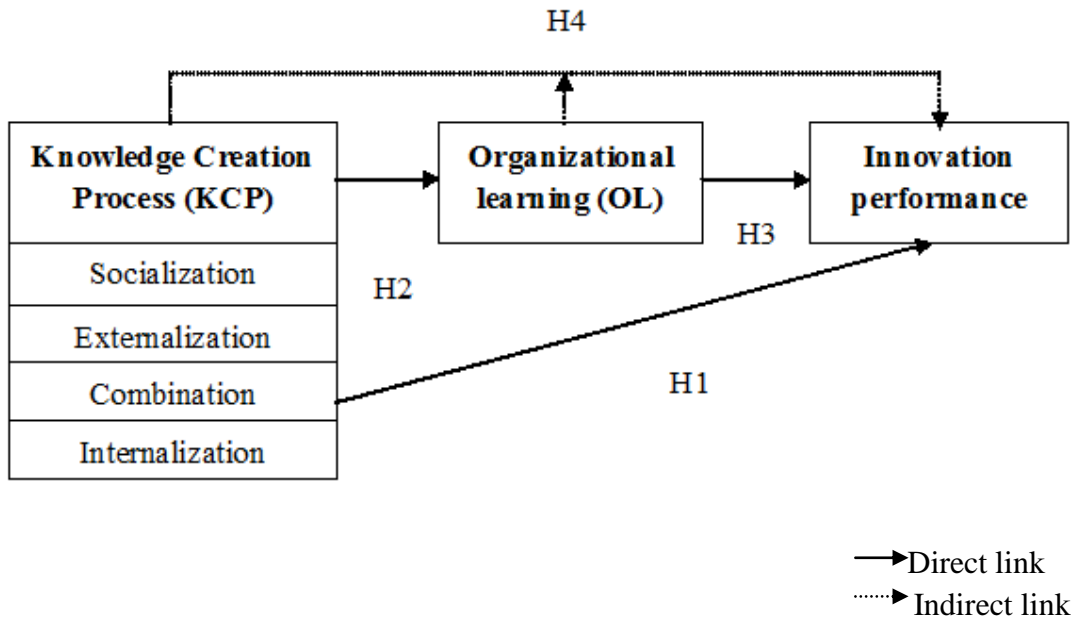 H4
Knowledge Creation
Process (KCP)
Organizational
learning (OL)
Innovation
performance
H3
Socialization
H2
Externalization
Combination
H1
Internalization
Direct link
Indirect link